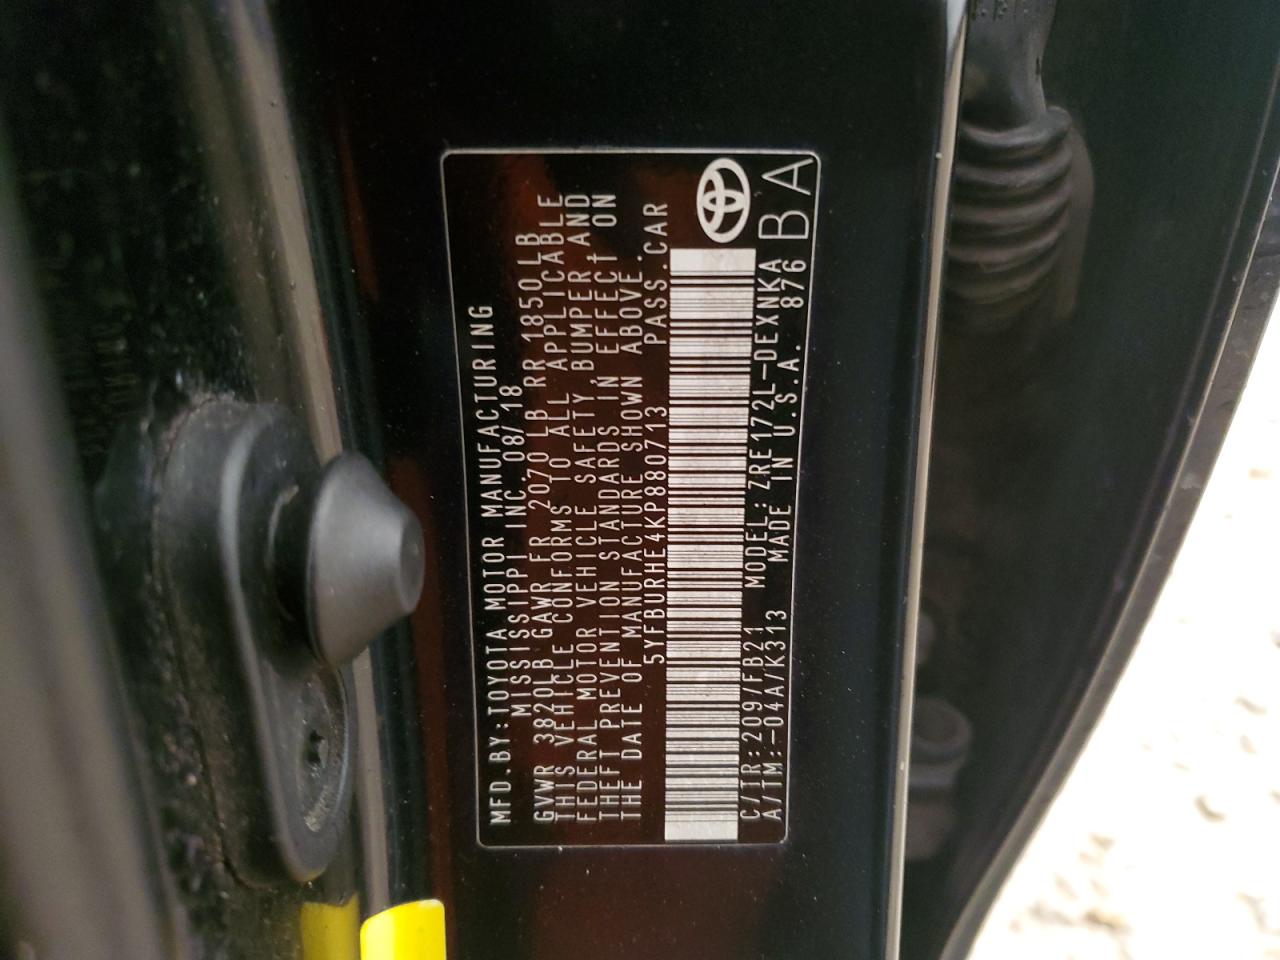 MFD.BY:TOYOTA MOTOR MANUFACTURING
MISSISSIPPI INC. 08/18
GVWR 3820LB GAWR FR 2070 LB RR 1850LB
THIS VEHICLE CONFORMS TO ALL APPLICABLE
FEDERAL MOTOR VEHICLE SAFETY, BUMPER, AND
THEFT PREVENTION STANDARDS IN EFFECT ON
THE DATE OF MANUFACTURE SHOWN ABOVE.
5YFBURHE4KP880713 PASS.CAR
C/TR:209/FB21 MODEL:ZRE172L-DEXNKA
A/TM:-04A/K313 MADE IN U.S.A. 876 BA